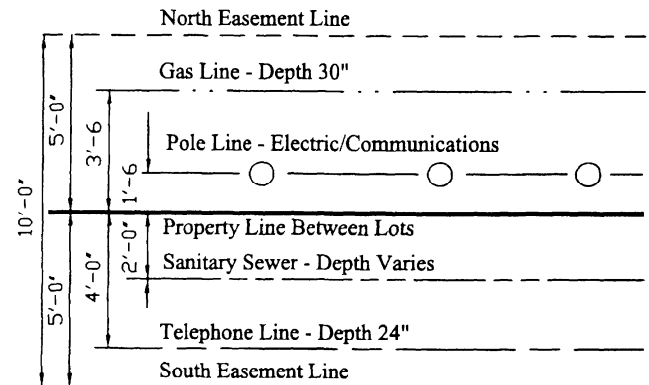 North Easement Line
Gas Line - Depth 30"
5'-0"
3'-6
Pole Line - Electric/Communications
1'-6
10'-0"
Property Line Between Lots
2'-0"
Sanitary Sewer - Depth Varies
4'-0"
5'-0"
Telephone Line - Depth 24"
South Easement Line